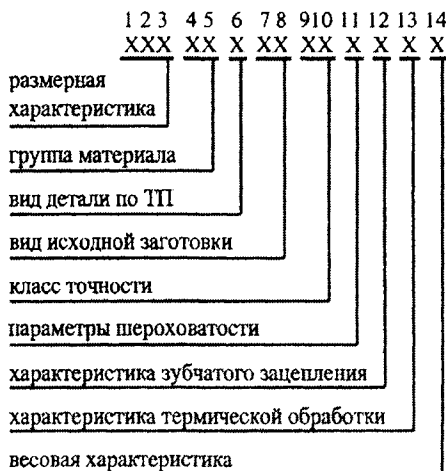 1 2 3 4 5 6 7 8 9 10 11 12 13 14
XXX XX X XX XX X X X X
размерная
характеристика
группа материала
вид детали по ТП
вид исходной заготовки
класс точности
параметры шероховатости
характеристика зубчатого зацепления
характеристика термической обработки
весовая характеристика